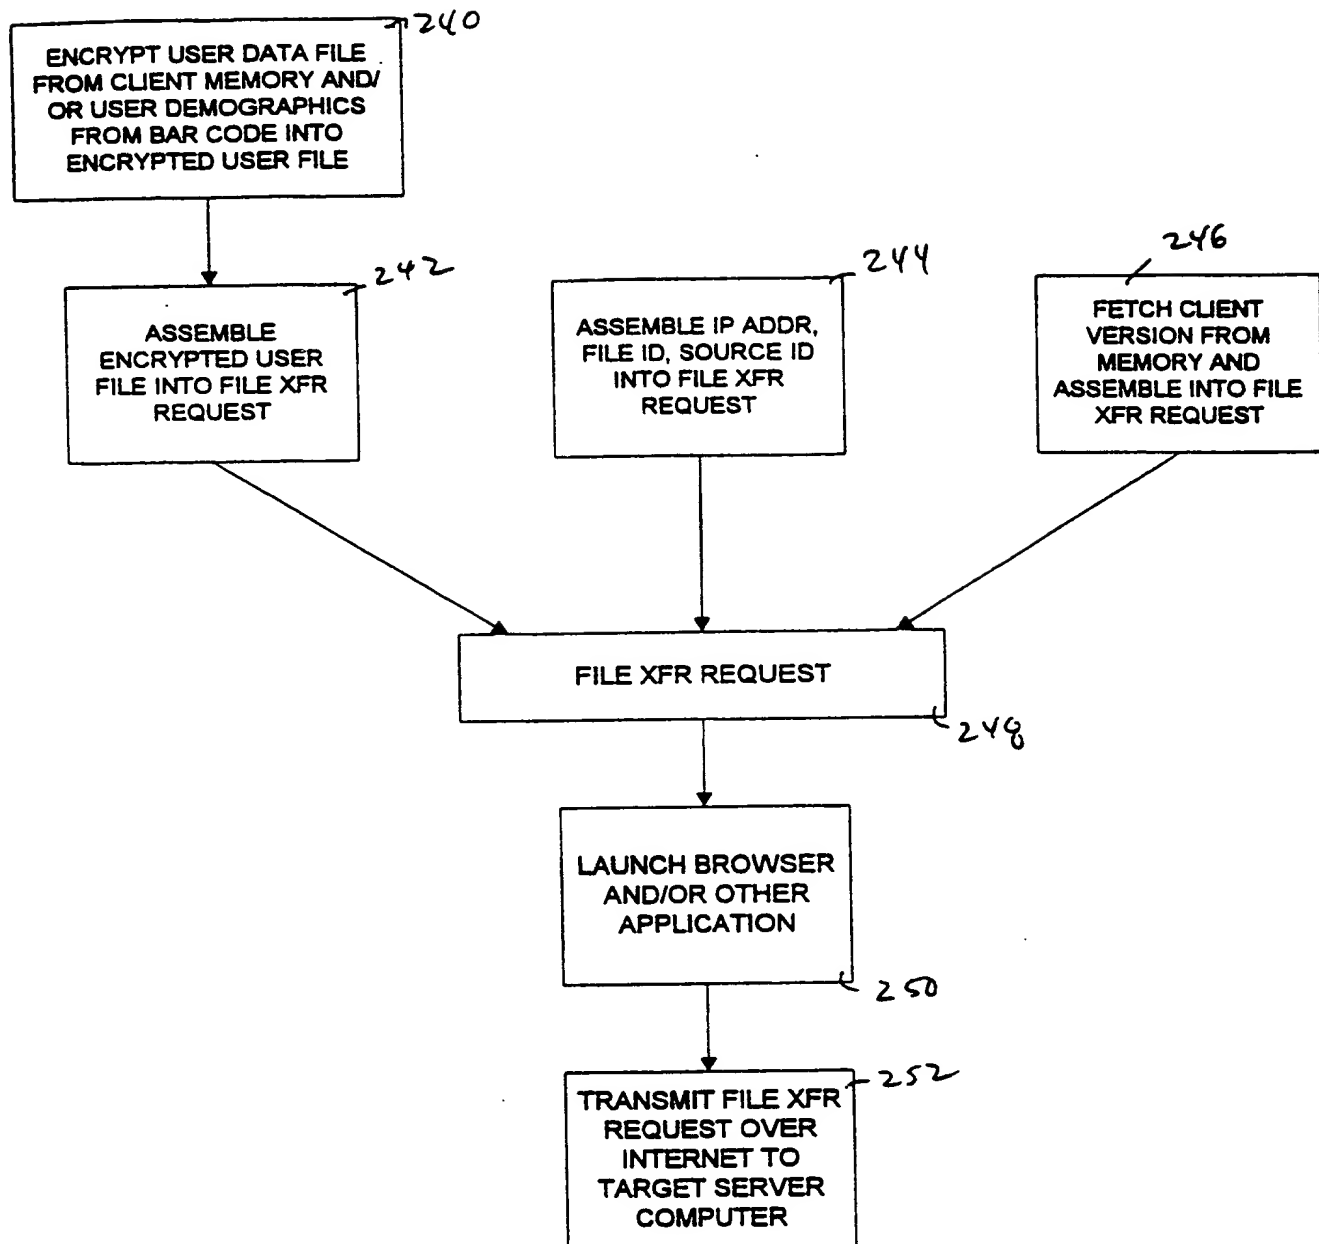 240
ENCRYPT USER DATA FILE
FROM CLIENT MEMORY AND/
OR USER DEMOGRAPHICS
FROM BAR CODE INTO
ENCRYPTED USER FILE
242
ASSEMBLE
ENCRYPTED USER
FILE INTO FILE XFR
REQUEST
244
ASSEMBLE IP ADDR,
FILE ID, SOURCE ID
INTO FILE XFR
REQUEST
246
FETCH CLIENT
VERSION FROM
MEMORY AND
ASSEMBLE INTO FILE
XFR REQUEST
FILE XFR REQUEST
248
LAUNCH BROWSER
AND/OR OTHER
APPLICATION
250
252
TRANSMIT FILE XFR
REQUEST OVER
INTERNET TO
TARGET SERVER
COMPUTER